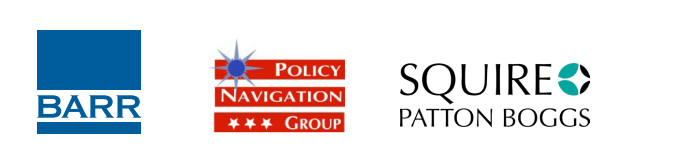 BARR
POLICY
NAVIGATION
GROUP
SQUIRE
PATTON BOGGS